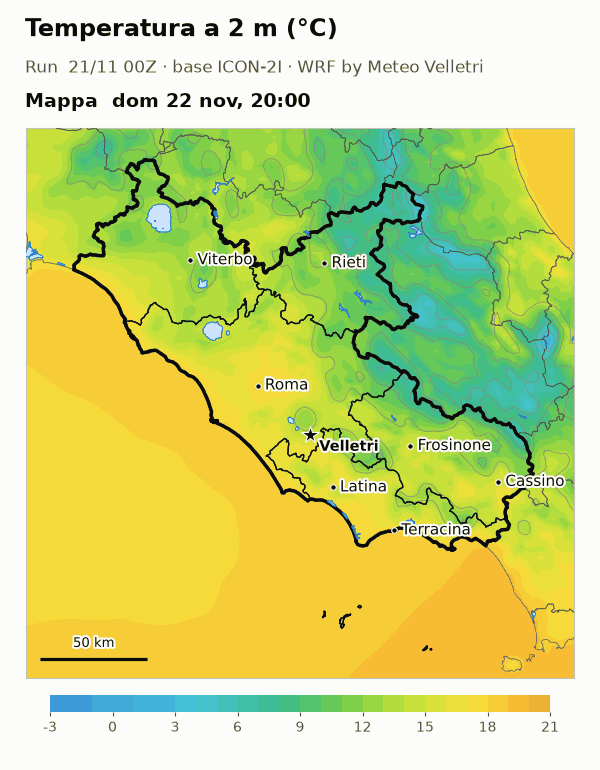 Temperatura a 2 m (°C)
Run  21/11 00Z · base ICON-2I · WRF by Meteo Velletri
Mappa  dom 22 nov, 20:00
Viterbo
Rieti
Roma
Velletri
Frosinone
Latina
Cassino
Terracina
50 km
-3 0 3 6 9 12 15 18 21